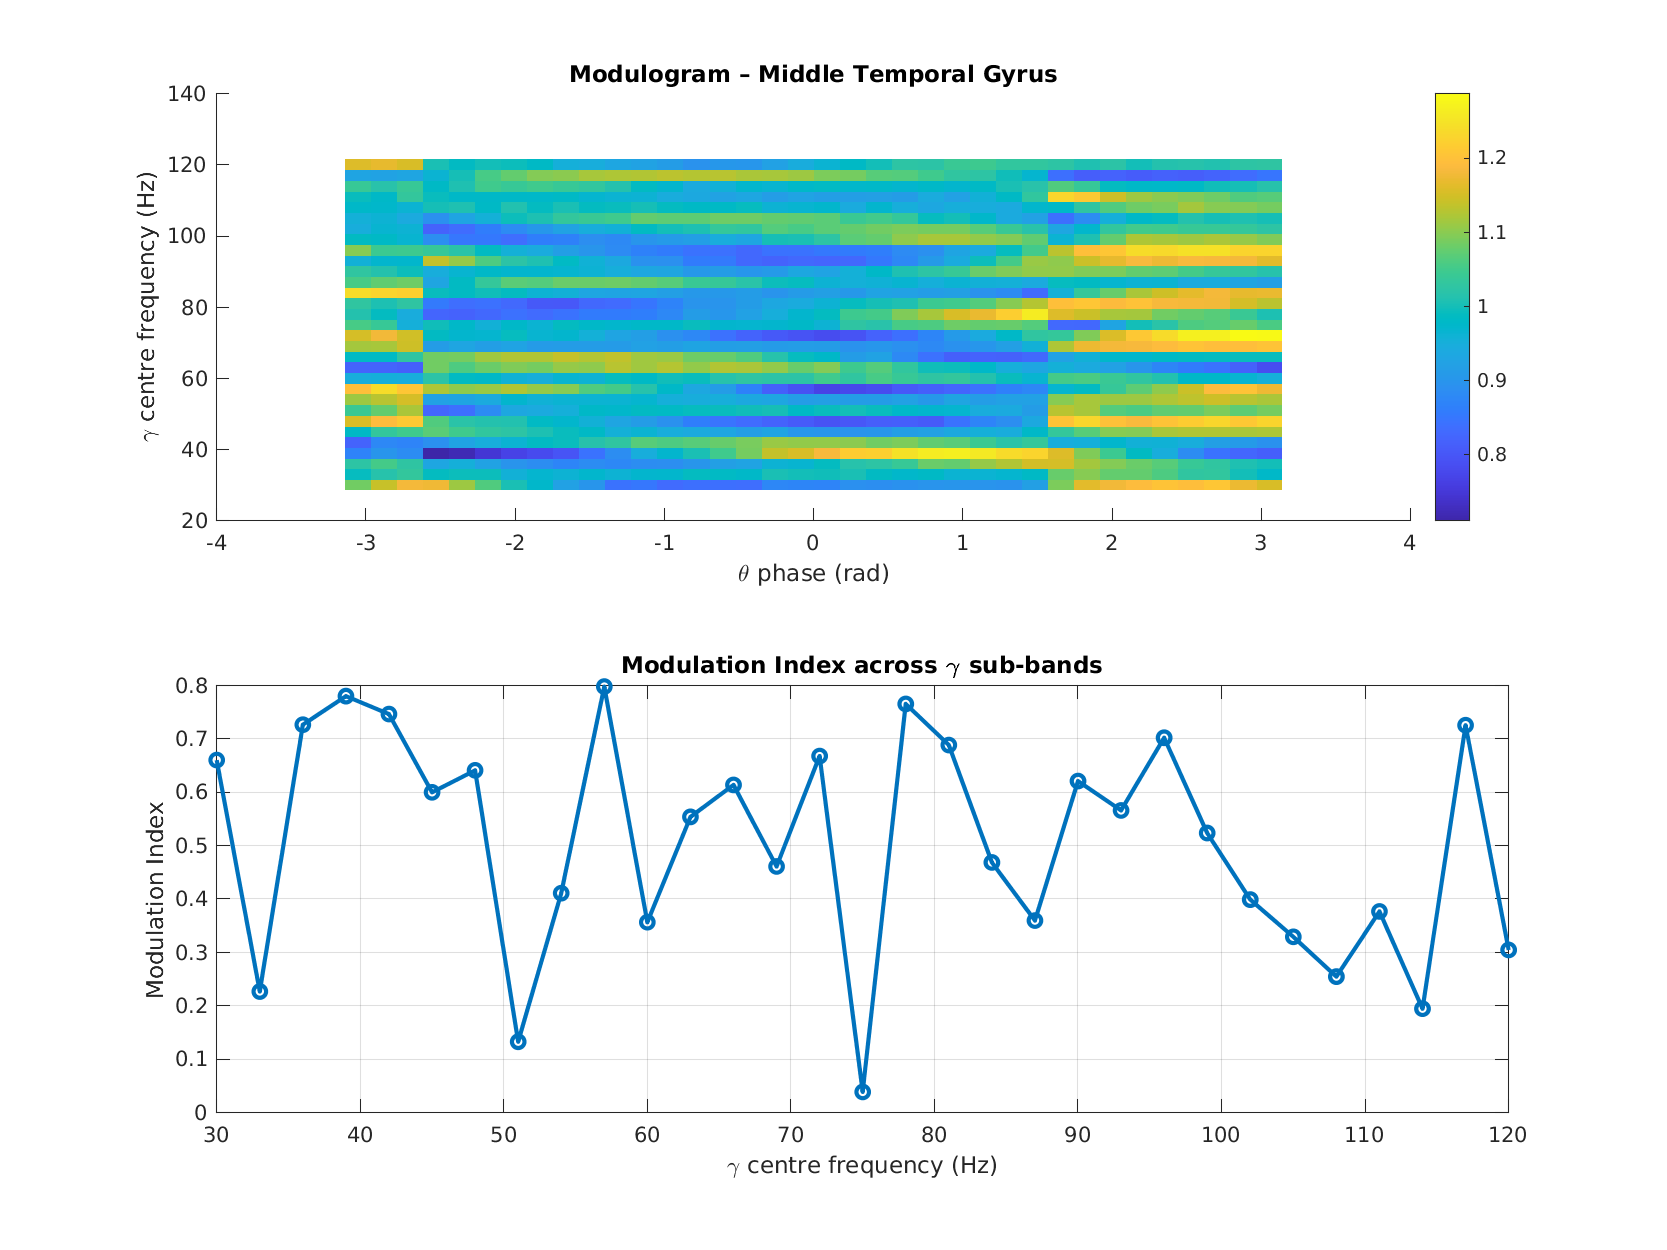 Modulogram – Middle Temporal Gyrus
γ centre frequency (Hz)
140
120
100
80
60
40
20
-4 -3 -2 -1 0 1 2 3 4
θ phase (rad)
1.2
1.1
1
0.9
0.8
Modulation Index across γ sub-bands
Modulation Index
0.8
0.7
0.6
0.5
0.4
0.3
0.2
0.1
0
30 40 50 60 70 80 90 100 110 120
γ centre frequency (Hz)